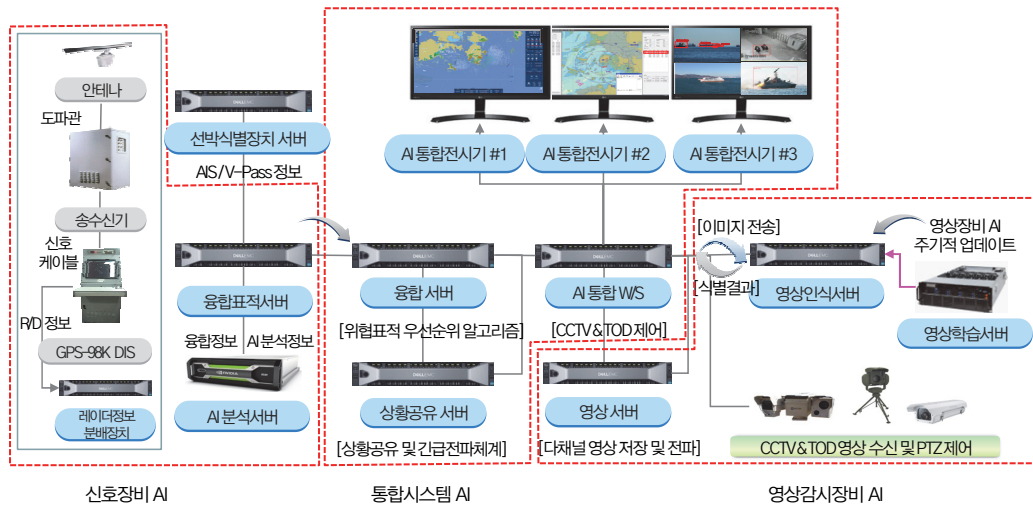 안테나
도파관
송수신기
신호
케이블
R/D 정보
GPS-98K DIS
레이더정보
분배장치
선박식별장치 서버
AIS / V-Pass 정보
융합표적서버
융합정보
AI 분석정보
AI 분석서버
AI 통합전시기 #1
AI 통합전시기 #2
AI 통합전시기 #3
융합 서버
[위협표적 우선순위 알고리즘]
상황공유 서버
[상황공유 및 긴급전파체계]
AI 통합 W/S
[CCTV & TOD 제어]
영상 서버
[다채널 영상 저장 및 전파]
[이미지 전송]
[식별결과]
영상인식서버
영상장비 AI
주기적 업데이트
영상학습서버
CCTV & TOD 영상 수신 및 PTZ 제어
신호장비 AI
통합시스템 AI
영상감시장비 AI